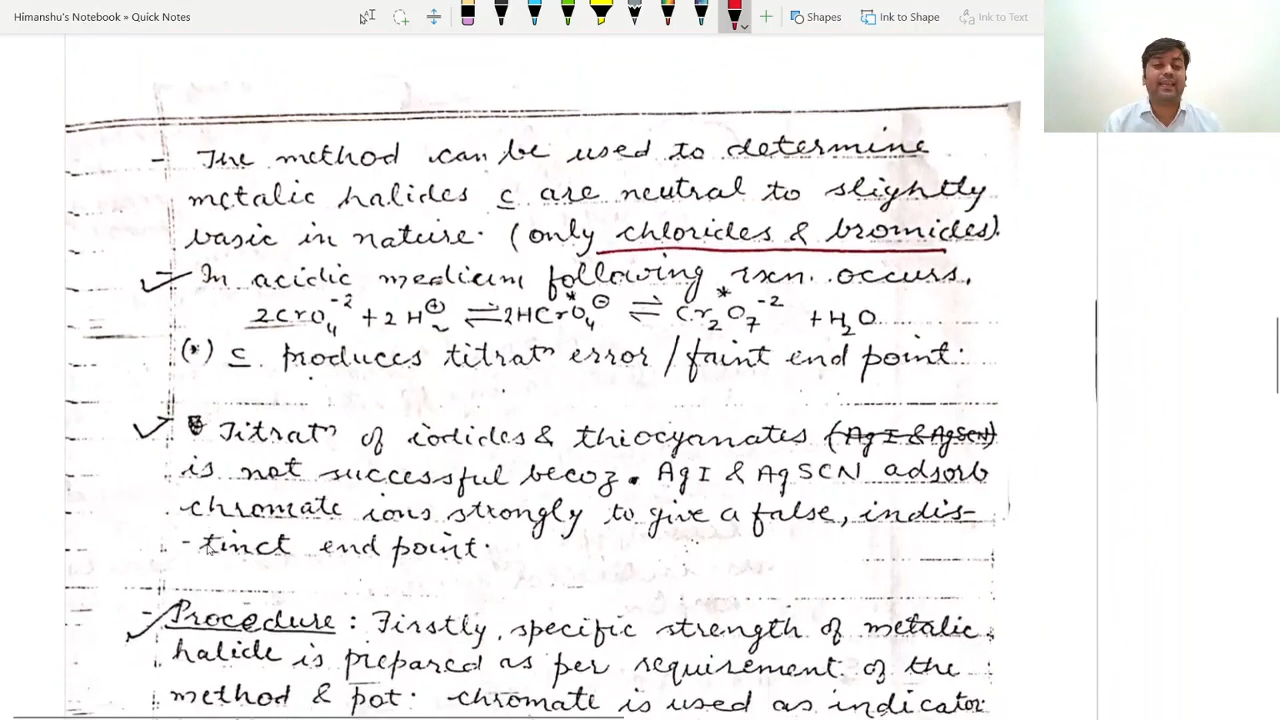 Himanshu's Notebook » Quick Notes
Shapes
Ink to Shape
Ink to Text
- The method can be used to determine
metalic halides c̲ are neutral to slightly
basic in nature. (only chlorides & bromides).
In acidic medium following rxn. occurs.
2CrO₄⁻² + 2H⊕ ⇌ 2HCrO₄*⊖ ⇌ Cr₂O₇*⁻² + H₂O
(*) c̲ produces titratⁿ error / faint end point.
Titratⁿ of iodides & thiocyanates (AgI & AgSCN)
is not successful becoz. AgI & AgSCN adsorb
chromate ions strongly to give a false, indis-
-tinct end point.
- Procedure : Firstly, specific strength of metalic
halide is prepared as per requirement of the
method & pot. chromate is used as indicator